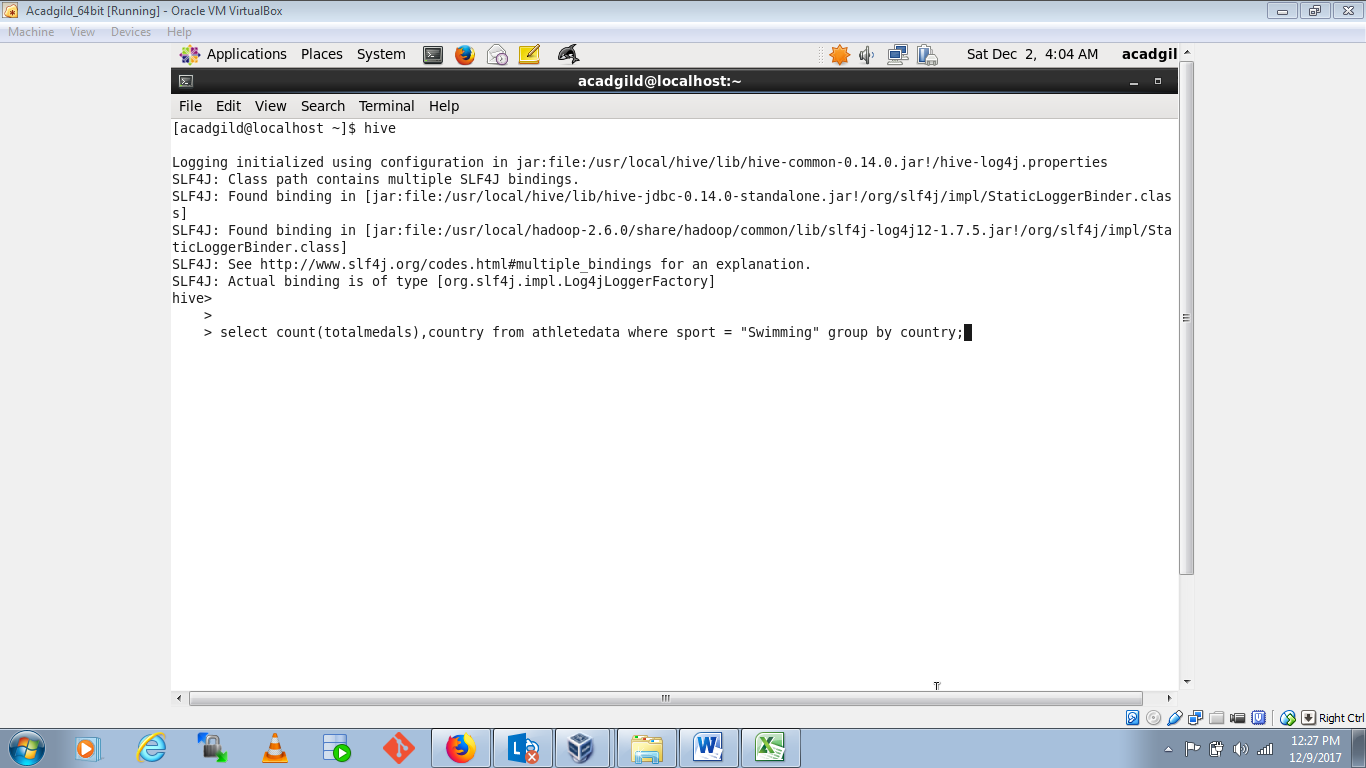 Acadgild_64bit [Running] - Oracle VM VirtualBox
Machine View Devices Help
Applications Places System Sat Dec 2, 4:04 AM acadgil
acadgild@localhost:~
File Edit View Search Terminal Help
[acadgild@localhost ~]$ hive
Logging initialized using configuration in jar:file:/usr/local/hive/lib/hive-common-0.14.0.jar!/hive-log4j.properties
SLF4J: Class path contains multiple SLF4J bindings.
SLF4J: Found binding in [jar:file:/usr/local/hive/lib/hive-jdbc-0.14.0-standalone.jar!/org/slf4j/impl/StaticLoggerBinder.clas
s]
SLF4J: Found binding in [jar:file:/usr/local/hadoop-2.6.0/share/hadoop/common/lib/slf4j-log4j12-1.7.5.jar!/org/slf4j/impl/Sta
ticLoggerBinder.class]
SLF4J: See http://www.slf4j.org/codes.html#multiple_bindings for an explanation.
SLF4J: Actual binding is of type [org.slf4j.impl.Log4jLoggerFactory]
hive>
>
> select count(totalmedals),country from athletedata where sport = "Swimming" group by country;
Right Ctrl
12:27 PM
12/9/2017